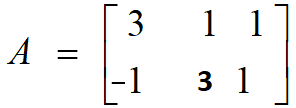 A = [ 3 1 1
-1 3 1 ]